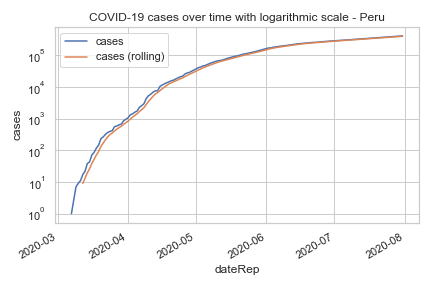 COVID-19 cases over time with logarithmic scale - Peru
cases
cases (rolling)
10^5
10^4
10^3
10^2
10^1
10^0
cases
2020-03
2020-04
2020-05
2020-06
2020-07
2020-08
dateRep